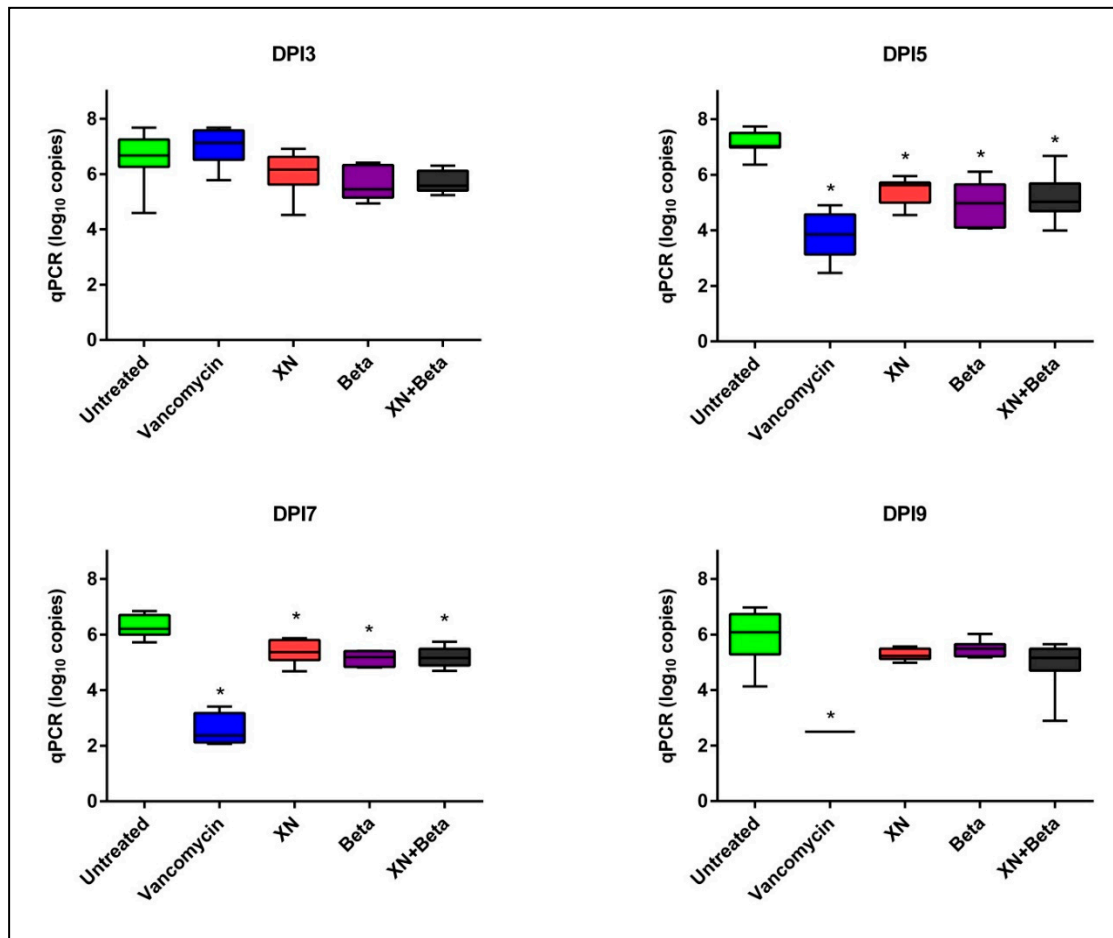 DPI3
qPCR (log₁₀ copies)
8
6
4
2
0
Untreated
Vancomycin
XN
Beta
XN+Beta
DPI5
qPCR (log₁₀ copies)
8
6
4
2
0
*
*
*
*
Untreated
Vancomycin
XN
Beta
XN+Beta
DPI7
qPCR (log₁₀ copies)
8
6
4
2
0
*
*
*
*
Untreated
Vancomycin
XN
Beta
XN+Beta
DPI9
qPCR (log₁₀ copies)
8
6
4
2
0
*
Untreated
Vancomycin
XN
Beta
XN+Beta